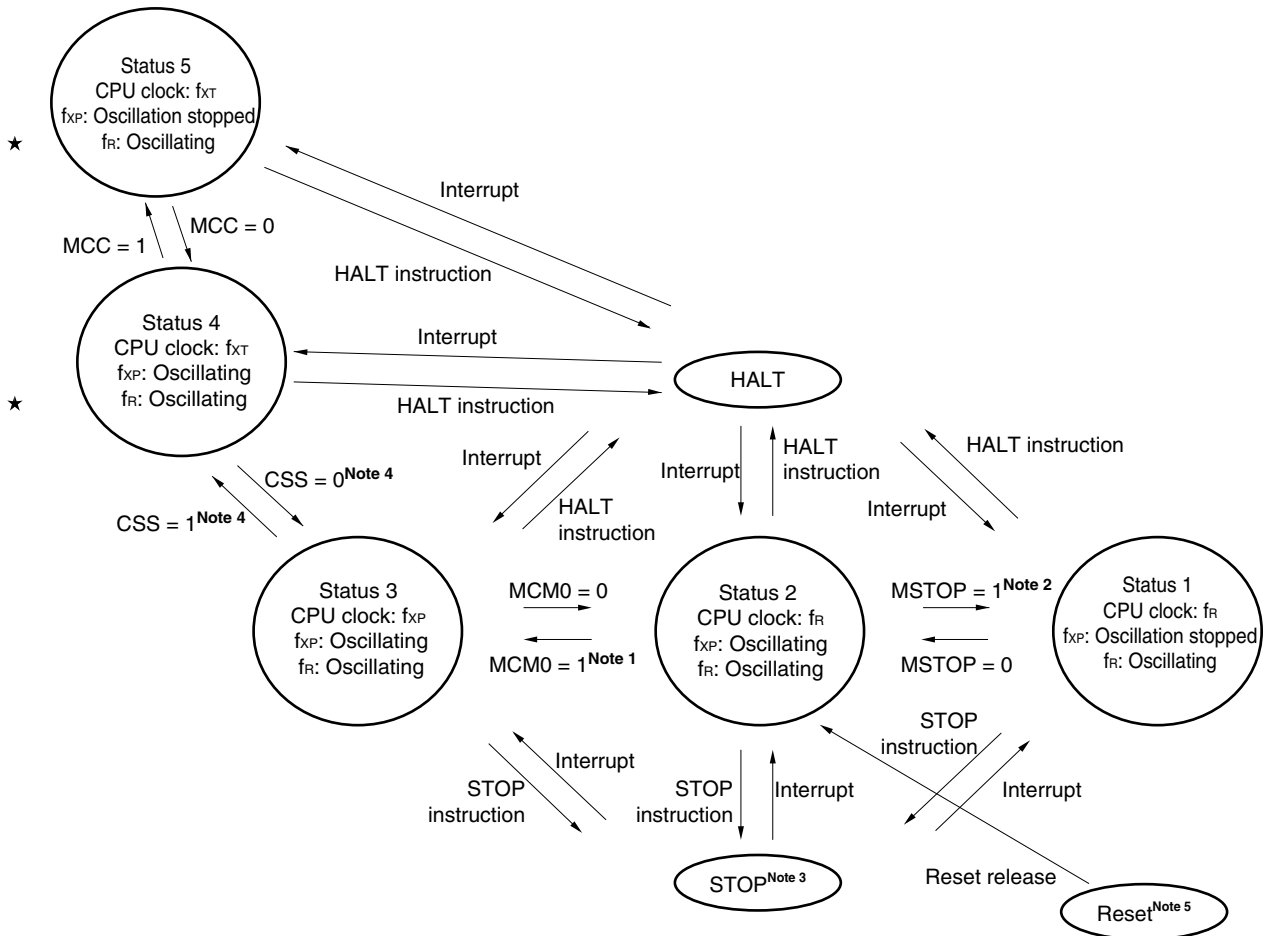 Status 5
CPU clock: fXT
fXP: Oscillation stopped
★
fR: Oscillating
Interrupt
MCC = 0
MCC = 1
HALT instruction
Status 4
CPU clock: fXT
fXP: Oscillating
fR: Oscillating
★
Interrupt
HALT instruction
HALT
Interrupt
HALT
instruction
Interrupt
HALT
instruction
HALT instruction
Interrupt
CSS = 0Note 4
CSS = 1Note 4
Status 3
CPU clock: fXP
fXP: Oscillating
fR: Oscillating
MCM0 = 0
MCM0 = 1Note 1
Status 2
CPU clock: fR
fXP: Oscillating
fR: Oscillating
MSTOP = 1Note 2
MSTOP = 0
Status 1
CPU clock: fR
fXP: Oscillation stopped
fR: Oscillating
Interrupt
STOP
instruction
STOP
instruction
Interrupt
STOP
instruction
Interrupt
STOPNote 3
Reset release
ResetNote 5